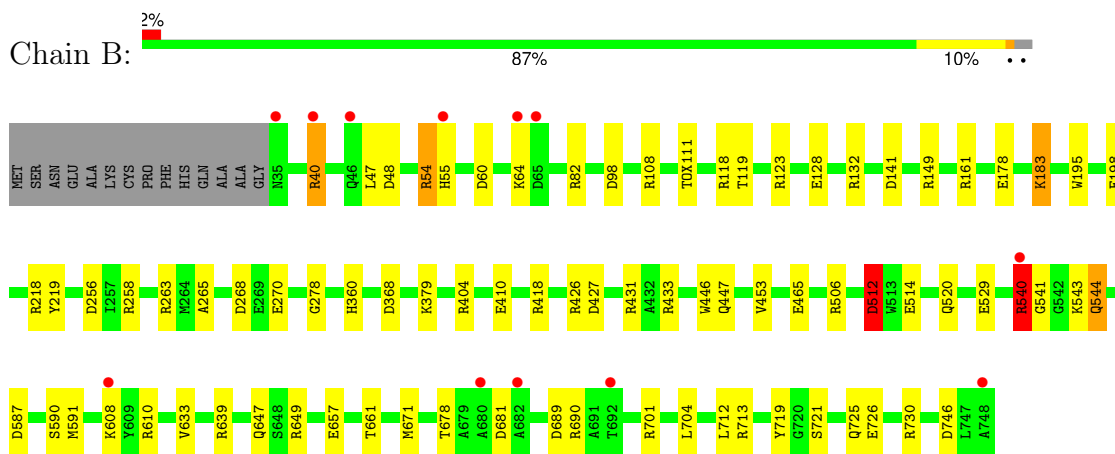 2%
Chain B:
87% 10% • •
MET SER ASN GLU ALA LYS CYS PRO PHE HIS GLN ALA ALA GLY N35 R40 Q46 L47 D48 R54 H55 D60 K64 D65 R82 D98 R108 TOX111 R118 T119 R123 E128 R132 D141 R149 R161 E178 K183 W195 E198
R218 Y219 D256 I257 R258 R263 M264 A265 D268 E269 E270 G278 H360 D368 K379 R404 E410 R418 R426 D427 R431 A432 R433 W446 Q447 V453 E465 R506 D512 W513 E514 Q520 E529 R540 G541 G542 K543 Q544
D587 S590 M591 K608 Y609 R610 V633 R639 Q647 S648 R649 E657 T661 M671 T678 A679 A680 D681 A682 D689 R690 A691 T692 R701 L704 L712 R713 Y719 G720 S721 Q725 E726 R730 D746 L747 A748